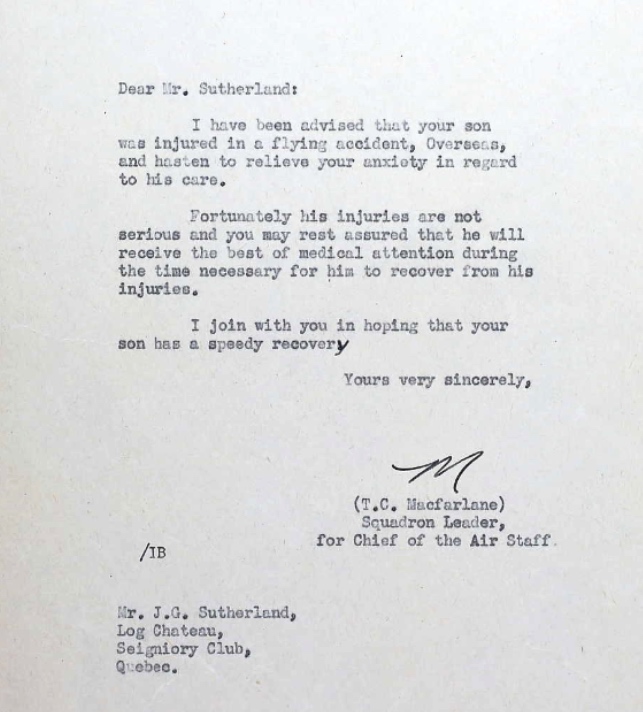 Dear Mr. Sutherland:
I have been advised that your son
was injured in a flying accident, Overseas,
and hasten to relieve your anxiety in regard
to his care.
Fortunately his injuries are not
serious and you may rest assured that he will
receive the best of medical attention during
the time necessary for him to recover from his
injuries.
I join with you in hoping that your
son has a speedy recovery
Yours very sincerely,
M
(T.C. Macfarlane)
Squadron Leader,
for Chief of the Air Staff.
/IB
Mr. J.G. Sutherland,
Log Chateau,
Seigniory Club,
Quebec.